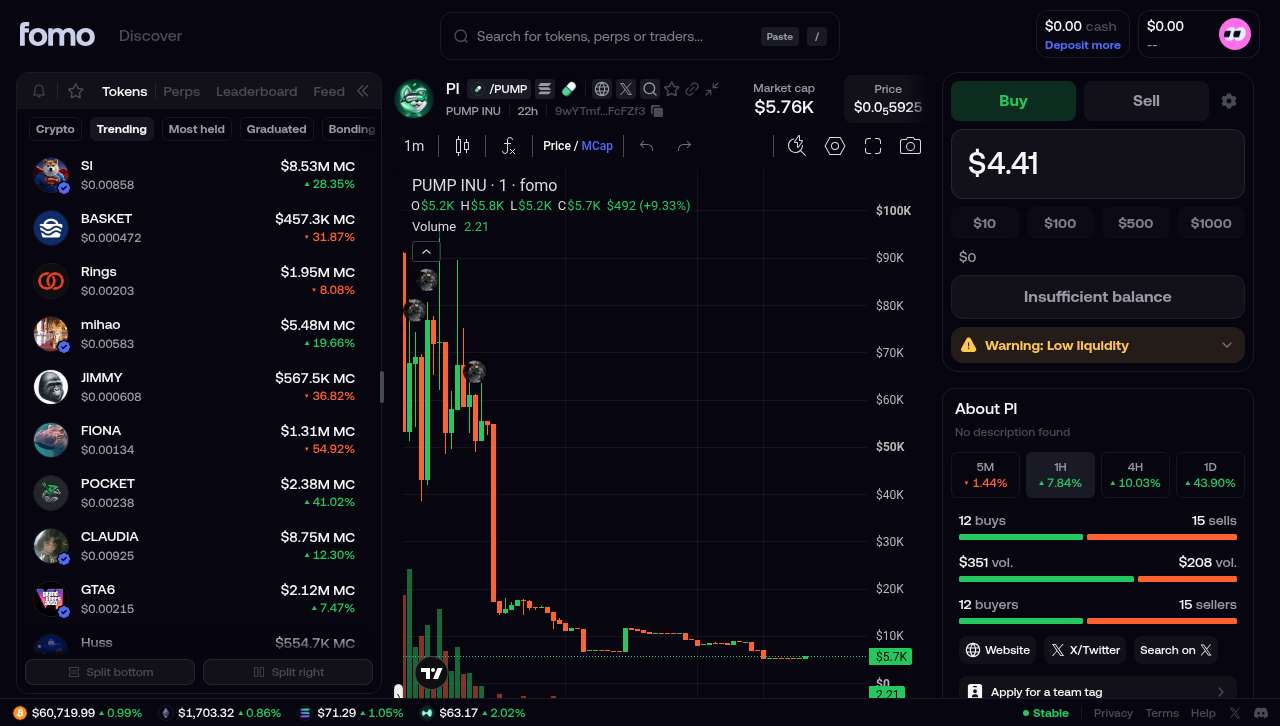 fomo
Discover
Search for tokens, perps or traders...
Paste
/
$0.00 cash
Deposit more
$0.00
--
Tokens
Perps
Leaderboard
Feed
Crypto
Trending
Most held
Graduated
Bonding
SI
$0.00858
$8.53M MC
28.35%
BASKET
$0.000472
$457.3K MC
31.87%
Rings
$0.00203
$1.95M MC
8.08%
mihao
$0.00583
$5.48M MC
19.66%
JIMMY
$0.000608
$567.5K MC
36.82%
FIONA
$0.00134
$1.31M MC
54.92%
POCKET
$0.00238
$2.38M MC
41.02%
CLAUDIA
$0.00925
$8.75M MC
12.30%
GTA6
$0.00215
$2.12M MC
7.47%
Huss
$554.7K MC
Split bottom
Split right
PI
/PUMP
PUMP INU
22h
9wYTmf...FcFZf3
Market cap
$5.76K
Price
$0.0₅5925
1m
Price / MCap
PUMP INU · 1 · fomo
O$5.2K H$5.8K L$5.2K C$5.7K $492 (+9.33%)
Volume 2.21
$100K
$90K
$80K
$70K
$60K
$50K
$40K
$30K
$20K
$10K
$5.7K
$0
2.21
Buy
Sell
$4.41
$10
$100
$500
$1000
$0
Insufficient balance
Warning: Low liquidity
About PI
No description found
5M
1.44%
1H
7.84%
4H
10.03%
1D
43.90%
12 buys
15 sells
$351 vol.
$208 vol.
12 buyers
15 sellers
Website
X/Twitter
Search on X
Apply for a team tag
$60,719.99 0.99%
$1,703.32 0.86%
$71.29 1.05%
$63.17 2.02%
Stable
Privacy
Terms
Help